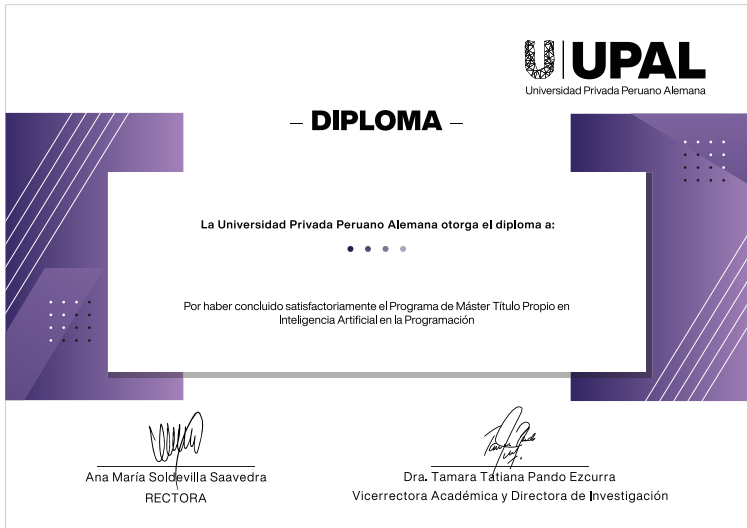 UPAL
Universidad Privada Peruano Alemana
– DIPLOMA –
La Universidad Privada Peruano Alemana otorga el diploma a:
Por haber concluido satisfactoriamente el Programa de Máster Título Propio en
Inteligencia Artificial en la Programación
Ana María Soldevilla Saavedra
RECTORA
Dra. Tamara Tatiana Pando Ezcurra
Vicerrectora Académica y Directora de Investigación